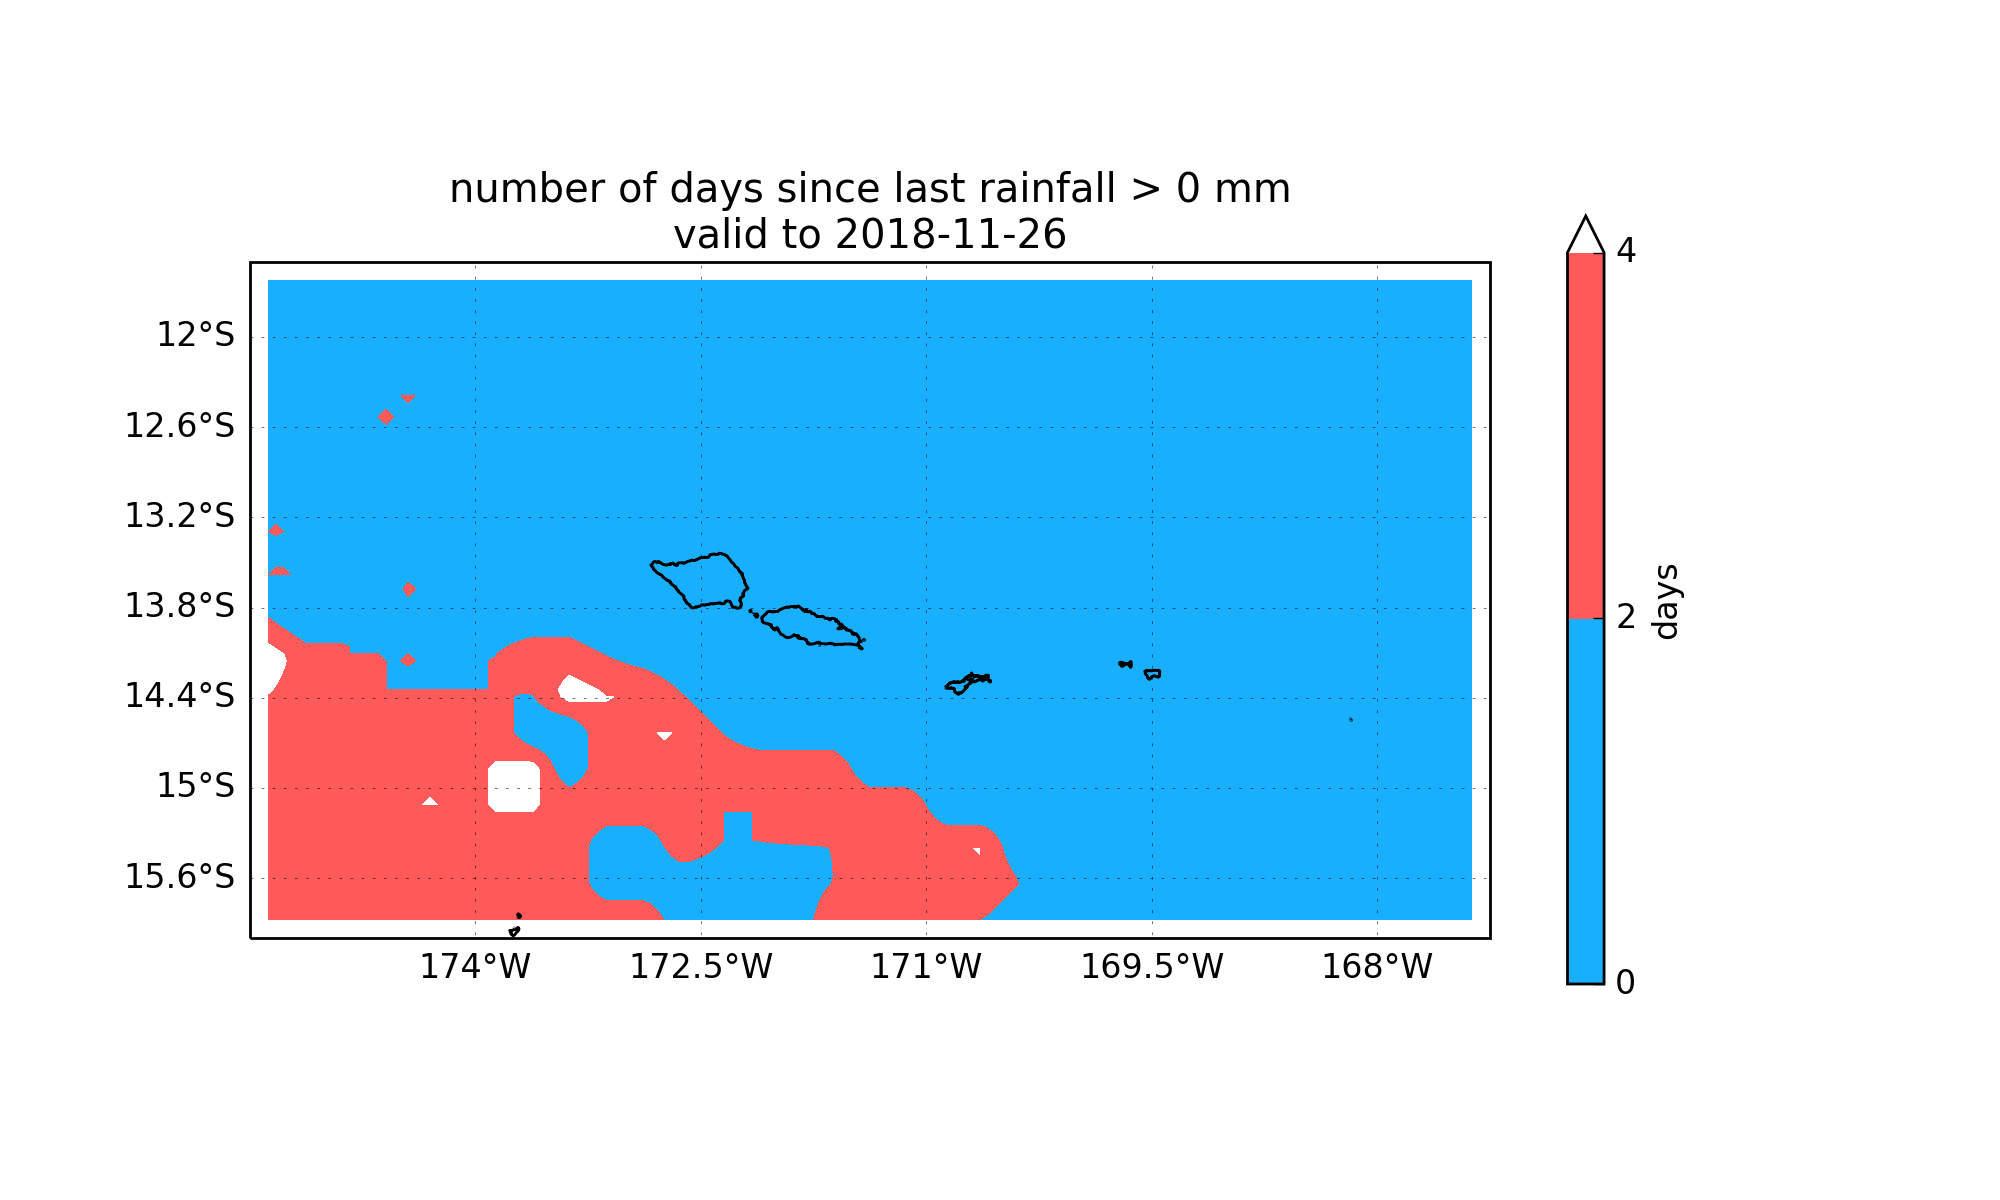 number of days since last rainfall > 0 mm
valid to 2018-11-26
12°S
12.6°S
13.2°S
13.8°S
14.4°S
15°S
15.6°S
174°W
172.5°W
171°W
169.5°W
168°W
4
2
0
days